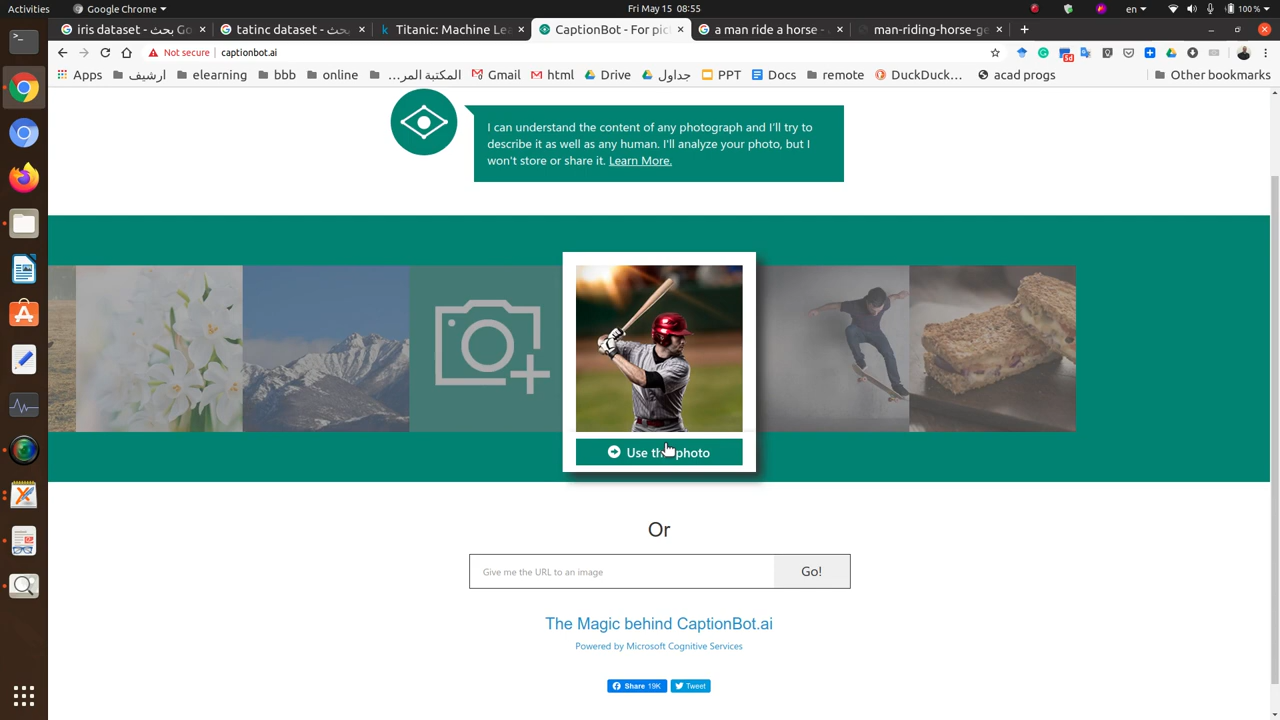 Google Chrome
Fri May 15 08:55
en
100 %
iris dataset - بحث Go
tatinc dataset - بحث
Titanic: Machine Lea
CaptionBot - For pic
a man ride a horse -
man-riding-horse-ge
Not secure
captionbot.ai
5d
Apps
ارشيف
elearning
bbb
online
المكتبة المر...
Gmail
html
Drive
جداول
PPT
Docs
remote
DuckDuck...
acad progs
Other bookmarks
I can understand the content of any photograph and I'll try to
describe it as well as any human. I'll analyze your photo, but I
won't store or share it. Learn More.
Use photo
Or
Give me the URL to an image
Go!
The Magic behind CaptionBot.ai
Powered by Microsoft Cognitive Services
Share 19K
Tweet